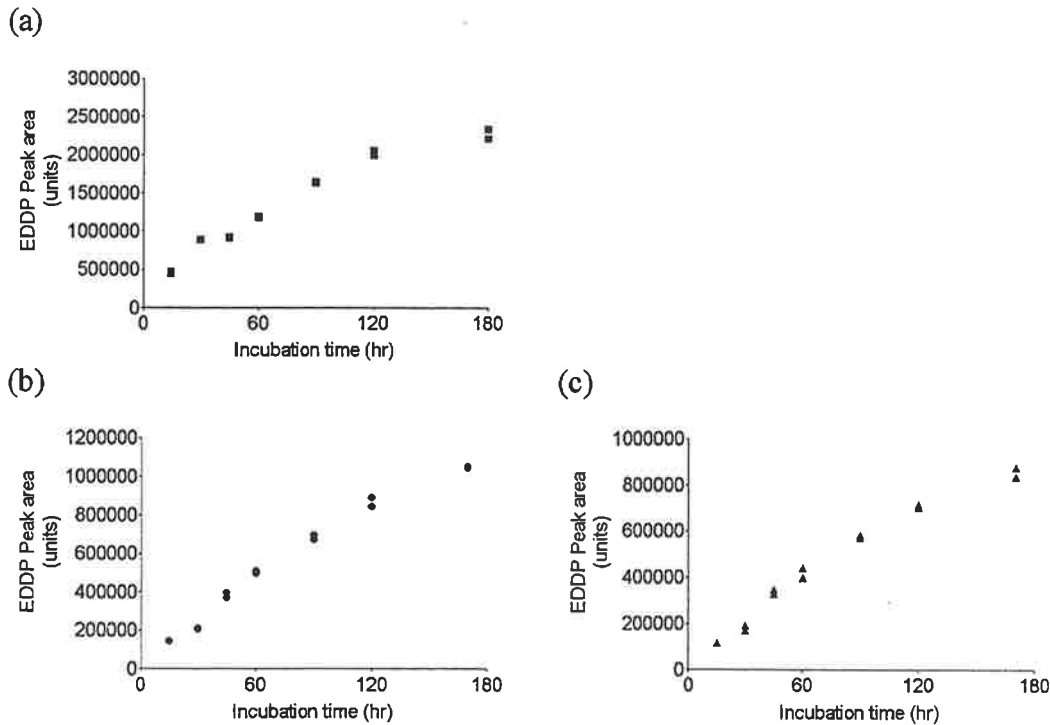 (a)
EDDP Peak area
(units)
3000000
2500000
2000000
1500000
1000000
500000
0
0 60 120 180
Incubation time (hr)
(b)
EDDP Peak area
(units)
1200000
1000000
800000
600000
400000
200000
0
0 60 120 180
Incubation time (hr)
(c)
EDDP Peak area
(units)
1000000
800000
600000
400000
200000
0
0 60 120 180
Incubation time (hr)